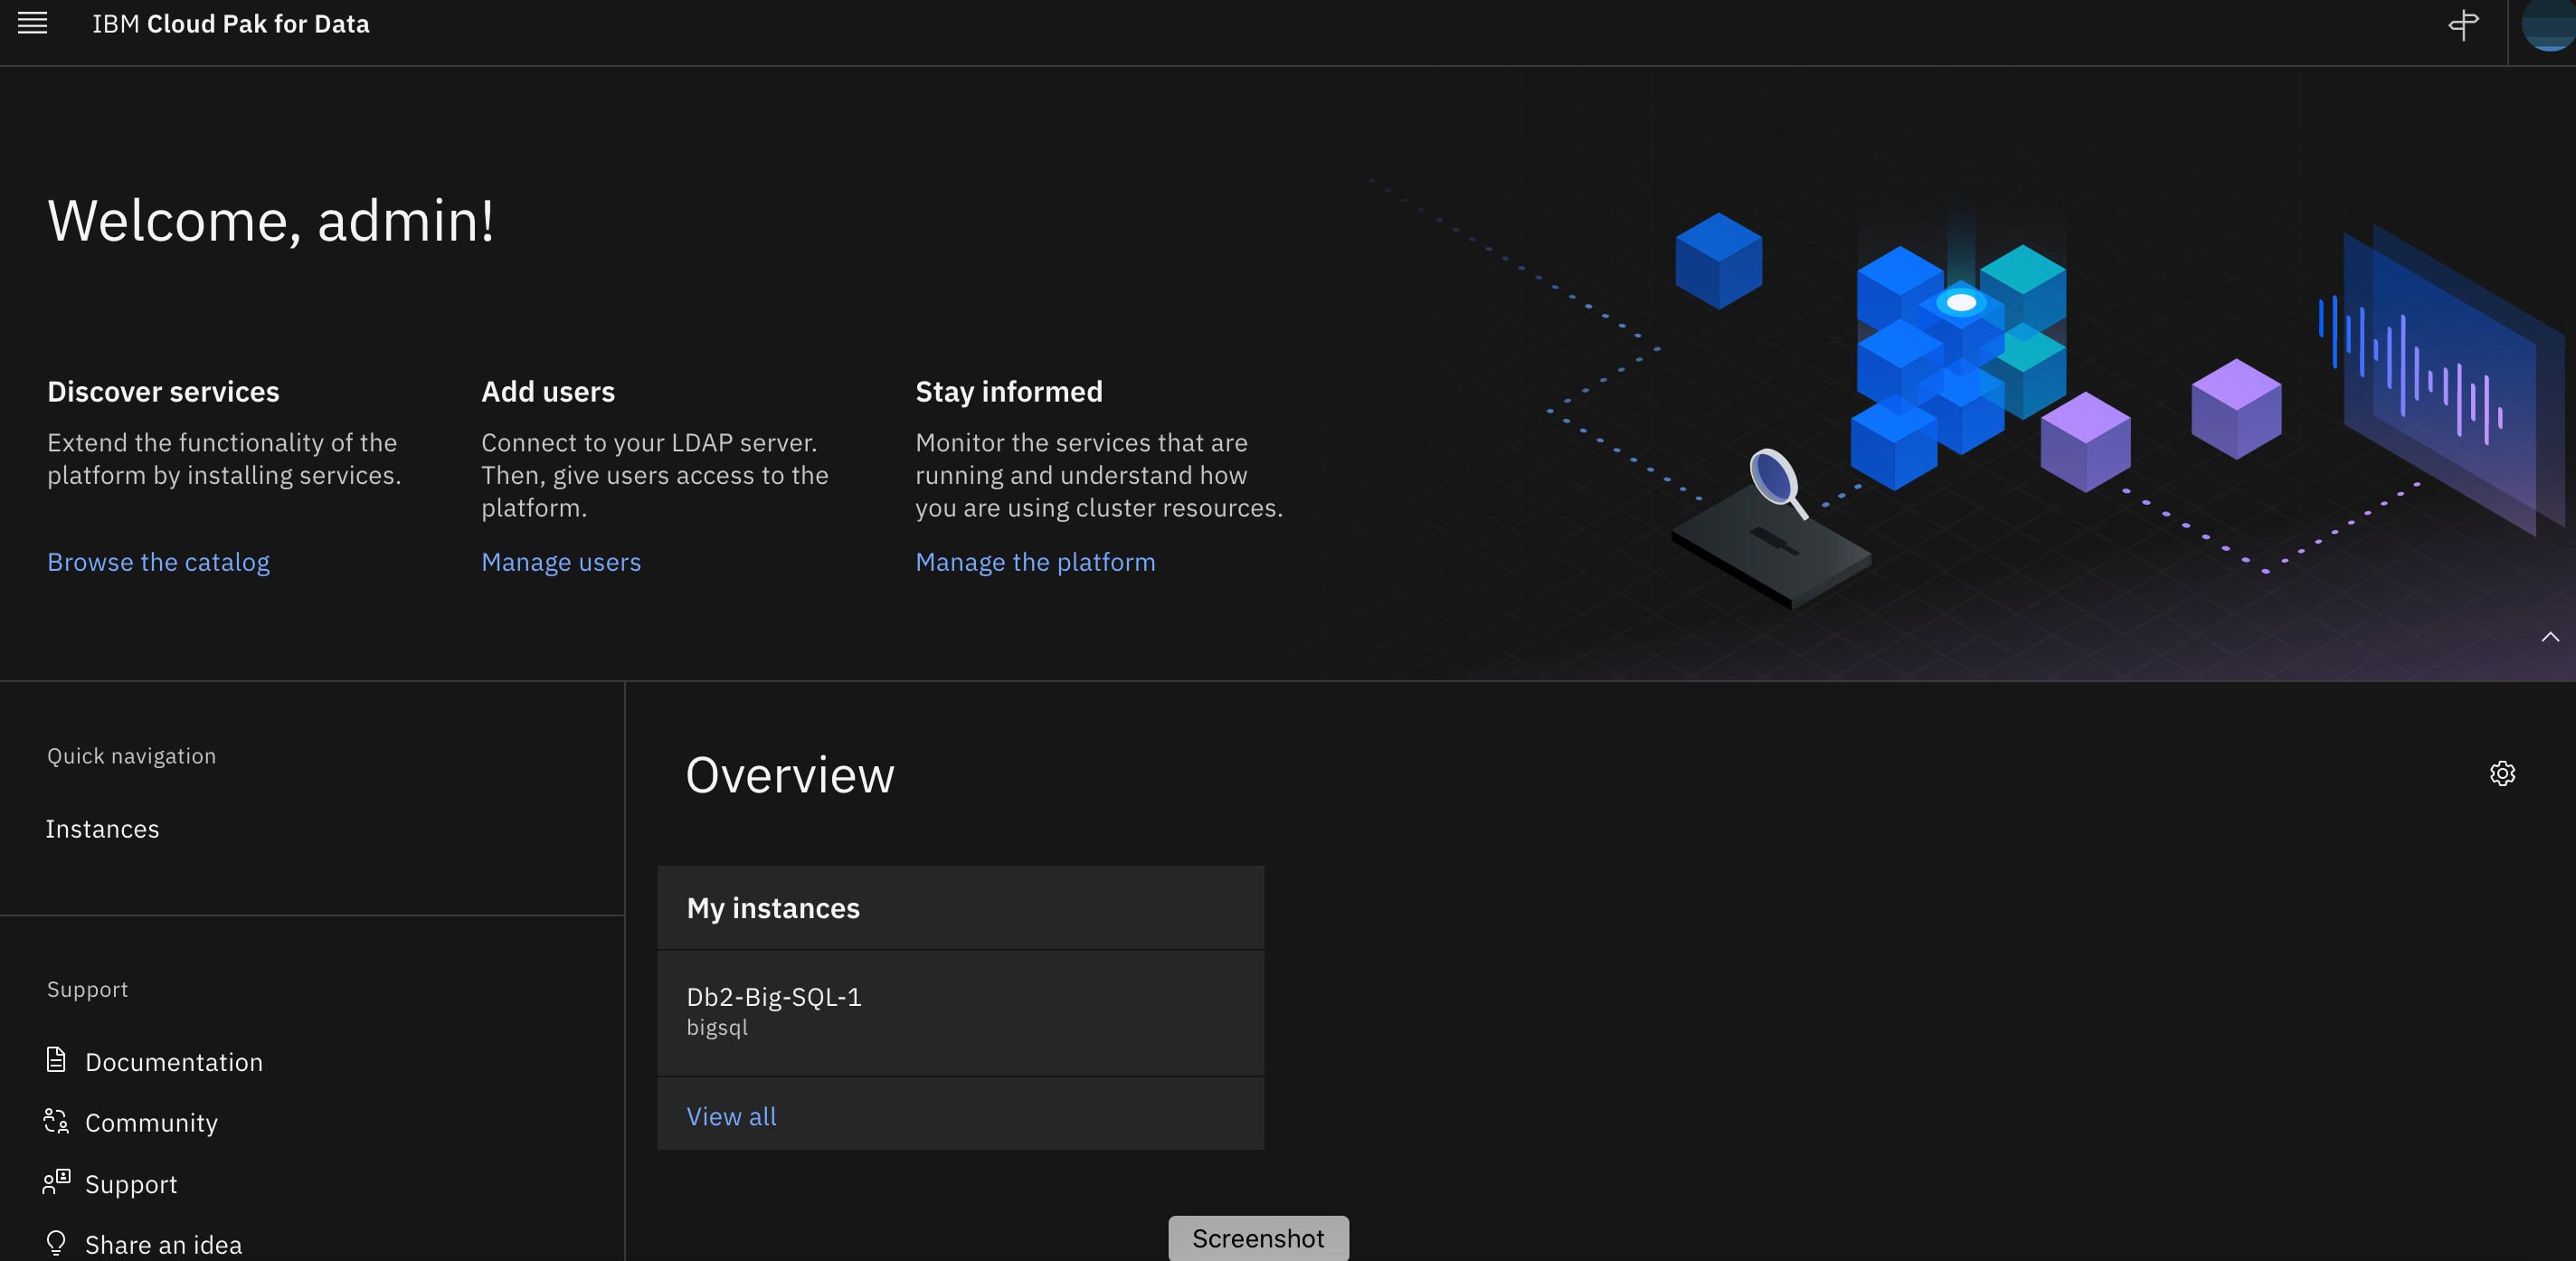 IBM Cloud Pak for Data
Welcome, admin!
Discover services
Extend the functionality of the
platform by installing services.
Browse the catalog
Add users
Connect to your LDAP server.
Then, give users access to the
platform.
Manage users
Stay informed
Monitor the services that are
running and understand how
you are using cluster resources.
Manage the platform
Quick navigation
Instances
Support
Documentation
Community
Support
Share an idea
Overview
My instances
Db2-Big-SQL-1
bigsql
View all
Screenshot